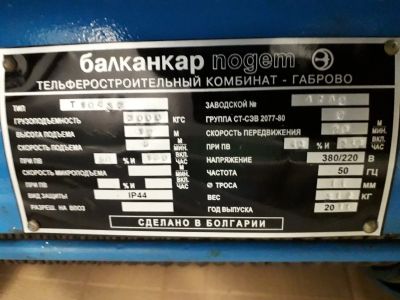 балканкар podem
ТЕЛЬФЕРОСТРОИТЕЛЬНЫЙ КОМБИНАТ - ГАБРОВО
ТИП ЗАВОДСКОЙ №
ГРУЗОПОДЪЕМНОСТЬ КГС ГРУППА СТ-СЭВ 2077-80
ВЫСОТА ПОДЪЕМА М СКОРОСТЬ ПЕРЕДВИЖЕНИЯ М МИН.
СКОРОСТЬ ПОДЪЕМА М МИН.
ПРИ ПВ % И ВКЛ. ЧАС ПРИ ПВ % И ВКЛ. ЧАС
СКОРОСТЬ МИКРОПОДЪЕМА М МИН. НАПРЯЖЕНИЕ 380/220 В
ЧАСТОТА 50 ГЦ
ПРИ ПВ % И ВКЛ. ЧАС Ø ТРОСА ММ
ВИД ЗАЩИТЫ IP44 ВЕС КГ
РАЗРЕШ. НА ВПОЗ ГОД ВЫПУСКА
СДЕЛАНО В БОЛГАРИИ